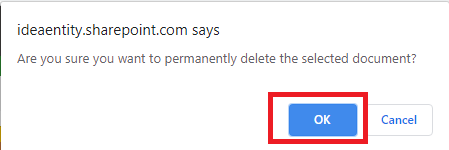 ideaentity.sharepoint.com says
Are you sure you want to permanently delete the selected document?
OK Cancel